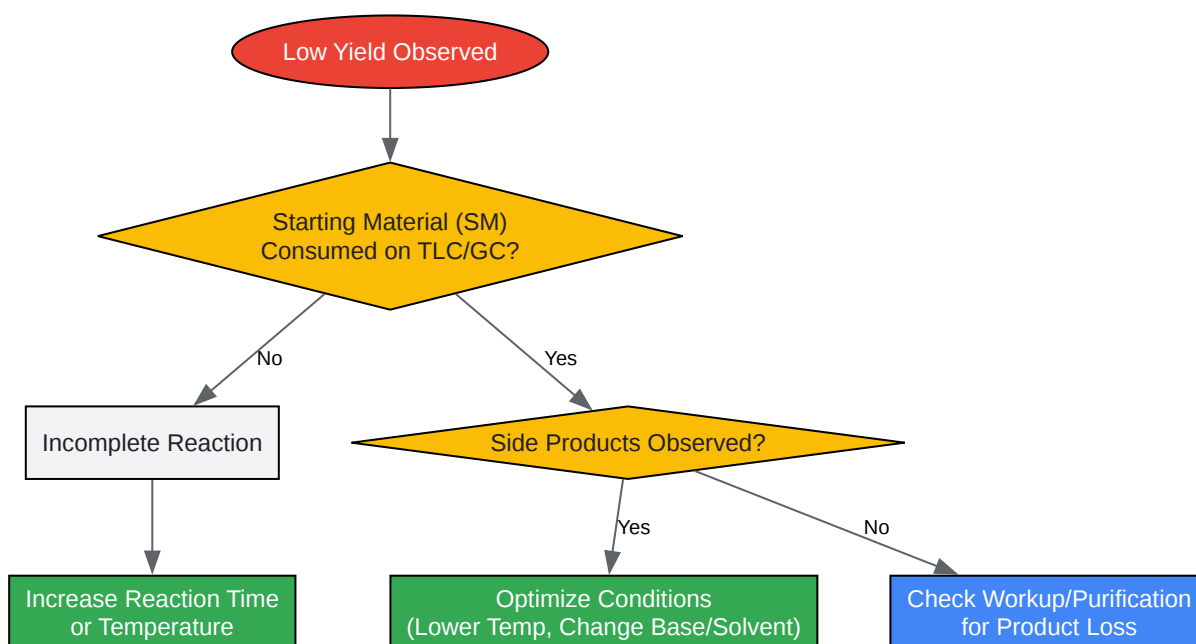 Low Yield Observed
Starting Material (SM)
Consumed on TLC/GC?
No
Yes
Incomplete Reaction
Side Products Observed?
Yes
No
Increase Reaction Time
or Temperature
Optimize Conditions
(Lower Temp, Change Base/Solvent)
Check Workup/Purification
for Product Loss